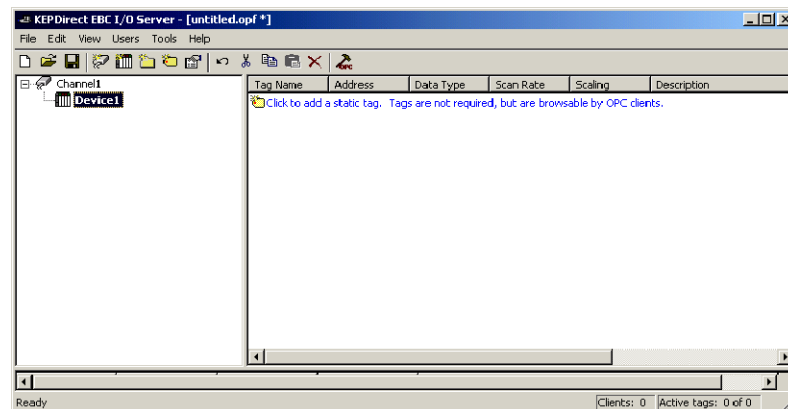 KEPDirect EBC I/O Server - [untitled.opf *]
File Edit View Users Tools Help
OPC
Channel1
Device1
Tag Name Address Data Type Scan Rate Scaling Description
Click to add a static tag. Tags are not required, but are browsable by OPC clients.
Ready Clients: 0 Active tags: 0 of 0